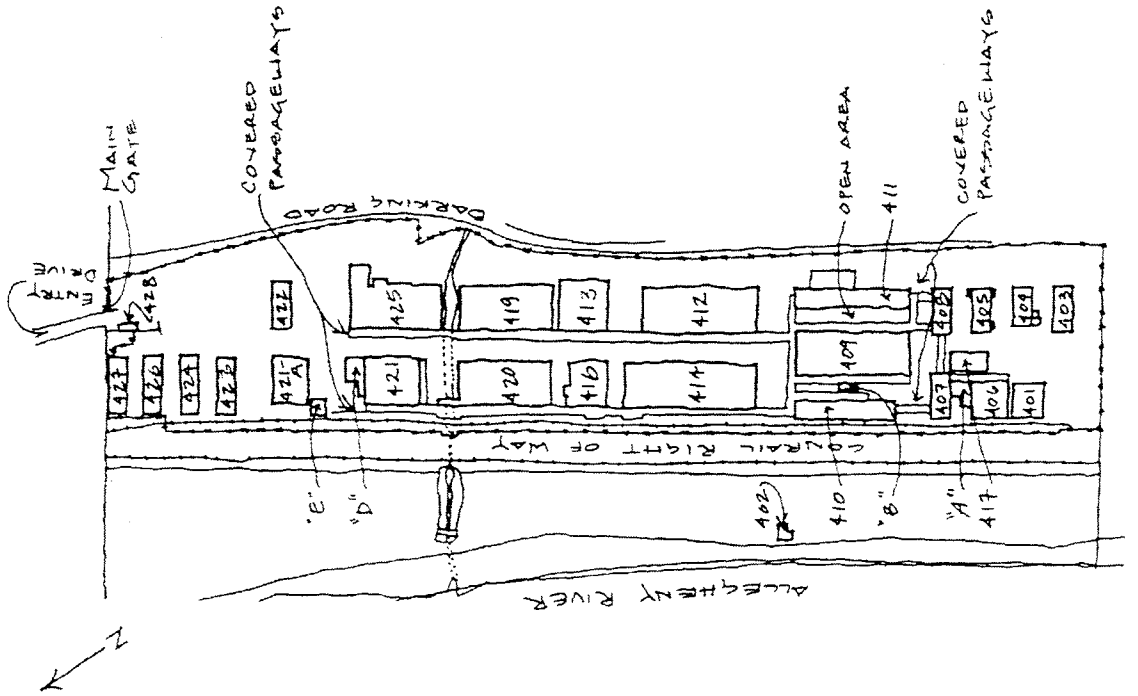 MAIN
GATE
ENTRY
DRIVE
COVERED
PASSAGEWAYS
PARKING ROAD
OPEN AREA
411
COVERED
PASSAGEWAYS
428
427
426
424
423
422
421-A
425
421
419
420
413
416
412
414
409
408
405
404
403
407
406
401
CONRAIL RIGHT OF WAY
"E"
"D"
402
410
"B"
"A"
417
ALLEGHENY RIVER
N